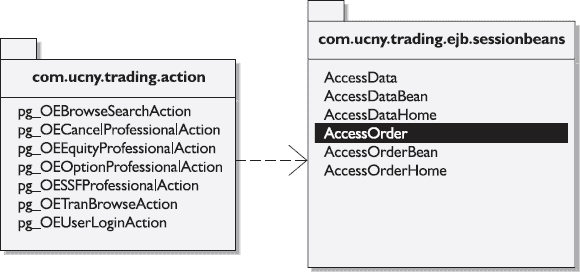 com.ucny.trading.action
pg_OEBrowseSearchAction
pg_OECancelProfessionalAction
pg_OEEquityProfessionalAction
pg_OEOptionProfessionalAction
pg_OESSFProfessionalAction
pg_OETranBrowseAction
pg_OEUserLoginAction
com.ucny.trading.ejb.sessionbeans
AccessData
AccessDataBean
AccessDataHome
AccessOrder
AccessOrderBean
AccessOrderHome